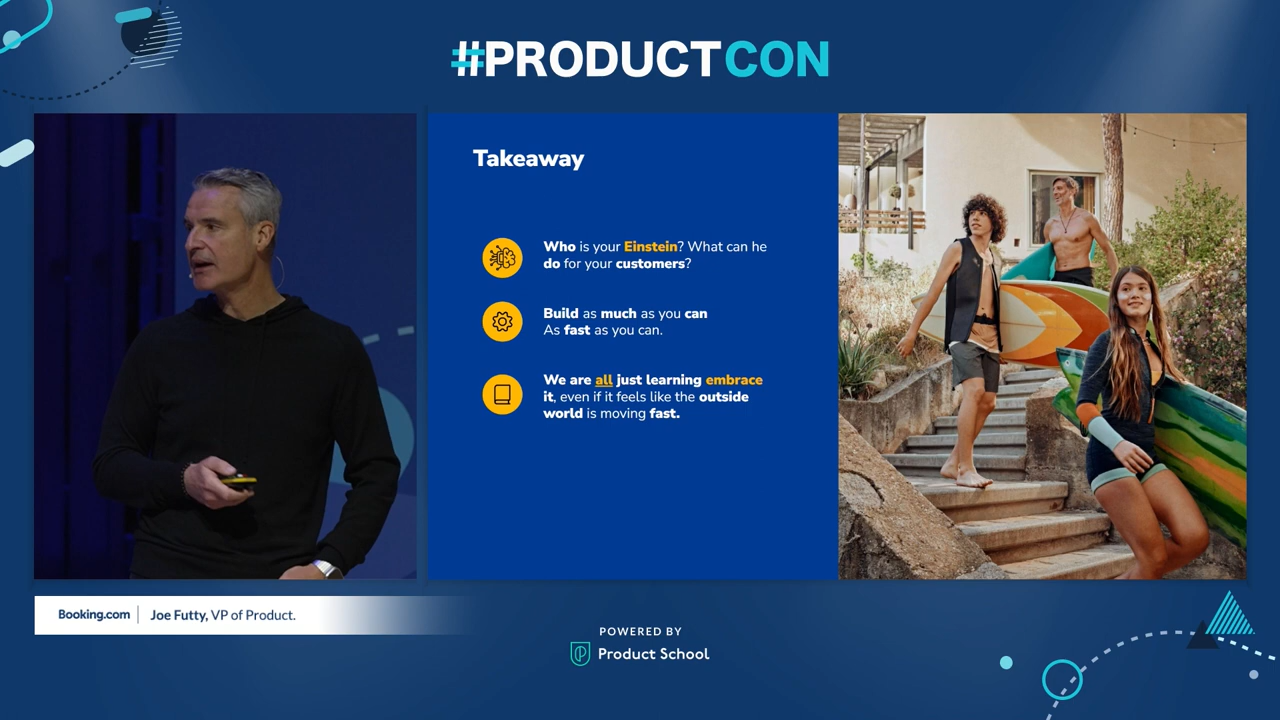 #PRODUCTCON
Takeaway
Who is your Einstein? What can he
do for your customers?
Build as much as you can
As fast as you can.
We are all just learning embrace
it, even if it feels like the outside
world is moving fast.
Booking.com
Joe Futty, VP of Product.
POWERED BY
Product School